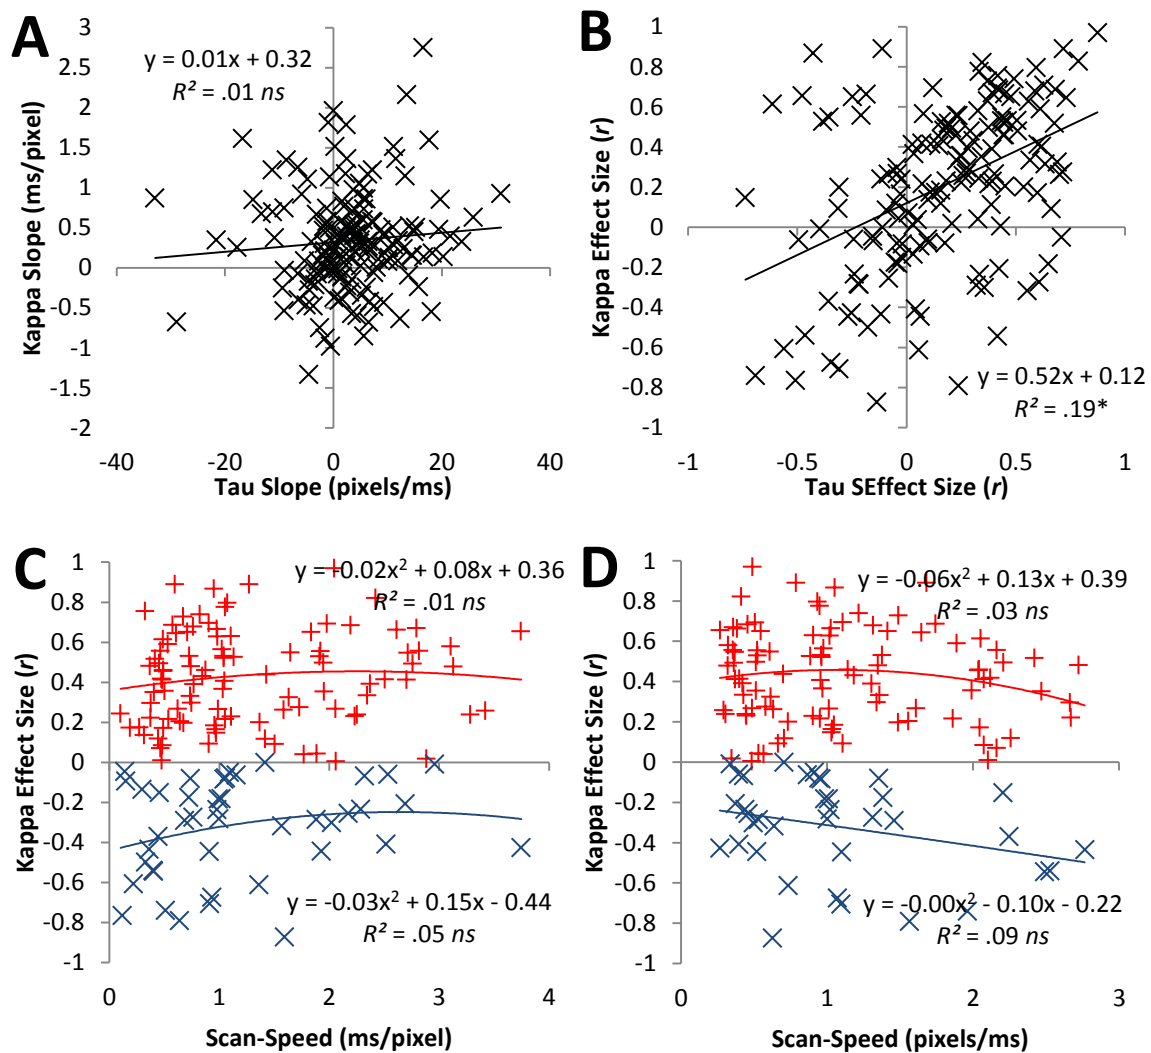 A
y = 0.01x + 0.32
R² = .01 ns
3
2.5
2
1.5
1
0.5
0
-0.5
-1
-1.5
-2
Kappa Slope (ms/pixel)
-40 -20 0 20 40
Tau Slope (pixels/ms)
B
1
0.8
0.6
0.4
0.2
0
-0.2
-0.4
-0.6
-0.8
-1
Kappa Effect Size (r)
y = 0.52x + 0.12
R² = .19*
-1 -0.5 0 0.5 1
Tau SEffect Size (r)
C
y = -0.02x² + 0.08x + 0.36
R² = .01 ns
1
0.8
0.6
0.4
0.2
0
-0.2
-0.4
-0.6
-0.8
-1
Kappa Effect Size (r)
y = -0.03x² + 0.15x - 0.44
R² = .05 ns
0 1 2 3 4
Scan-Speed (ms/pixel)
D
y = -0.06x² + 0.13x + 0.39
R² = .03 ns
1
0.8
0.6
0.4
0.2
0
-0.2
-0.4
-0.6
-0.8
-1
Kappa Effect Size (r)
y = -0.00x² - 0.10x - 0.22
R² = .09 ns
0 1 2 3
Scan-Speed (pixels/ms)